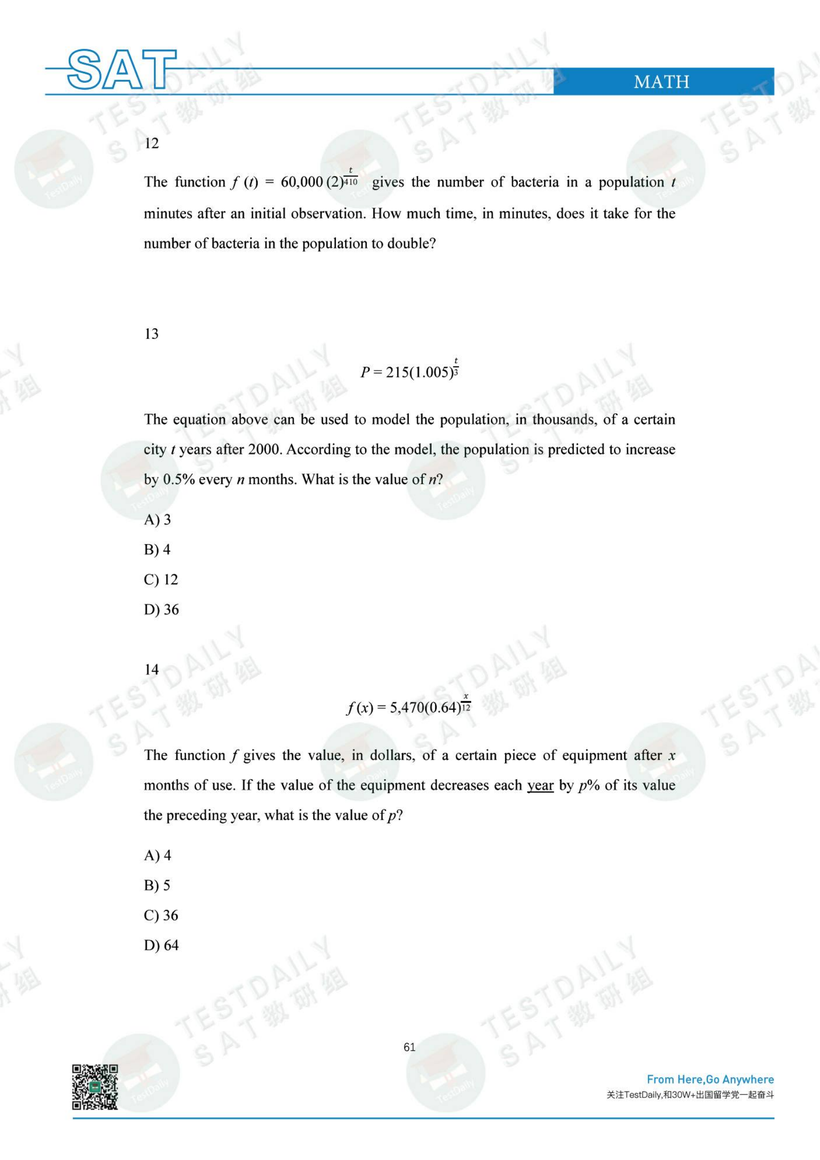 SAT
MATH
12
The function f (t) = 60,000 (2)^(t/410) gives the number of bacteria in a population t
minutes after an initial observation. How much time, in minutes, does it take for the
number of bacteria in the population to double?
13
P = 215(1.005)^(t/3)
The equation above can be used to model the population, in thousands, of a certain
city t years after 2000. According to the model, the population is predicted to increase
by 0.5% every n months. What is the value of n?
A) 3
B) 4
C) 12
D) 36
14
f (x) = 5,470(0.64)^(x/12)
The function f gives the value, in dollars, of a certain piece of equipment after x
months of use. If the value of the equipment decreases each year by p% of its value
the preceding year, what is the value of p?
A) 4
B) 5
C) 36
D) 64
TESTDAILY
SAT教研组
TestDaily
61
From Here,Go Anywhere
关注TestDaily,和30W+出国留学党一起奋斗